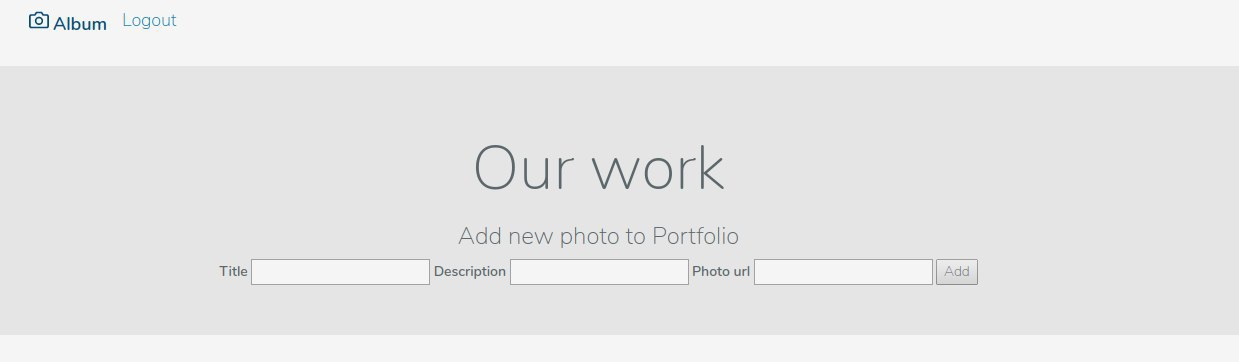 Album Logout
Our work
Add new photo to Portfolio
Title Description Photo url Add